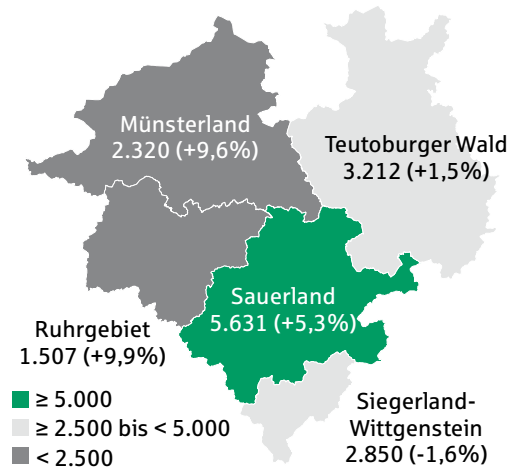 Münsterland
2.320 (+9,6%)
Teutoburger Wald
3.212 (+1,5%)
Sauerland
5.631 (+5,3%)
Ruhrgebiet
1.507 (+9,9%)
≥ 5.000
≥ 2.500 bis < 5.000
< 2.500
Siegerland-
Wittgenstein
2.850 (-1,6%)